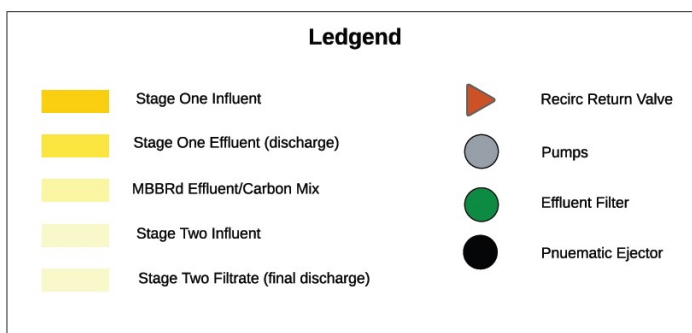 Ledgend
Stage One Influent
Stage One Effluent (discharge)
MBBRd Effluent/Carbon Mix
Stage Two Influent
Stage Two Filtrate (final discharge)
Recirc Return Valve
Pumps
Effluent Filter
Pnuematic Ejector